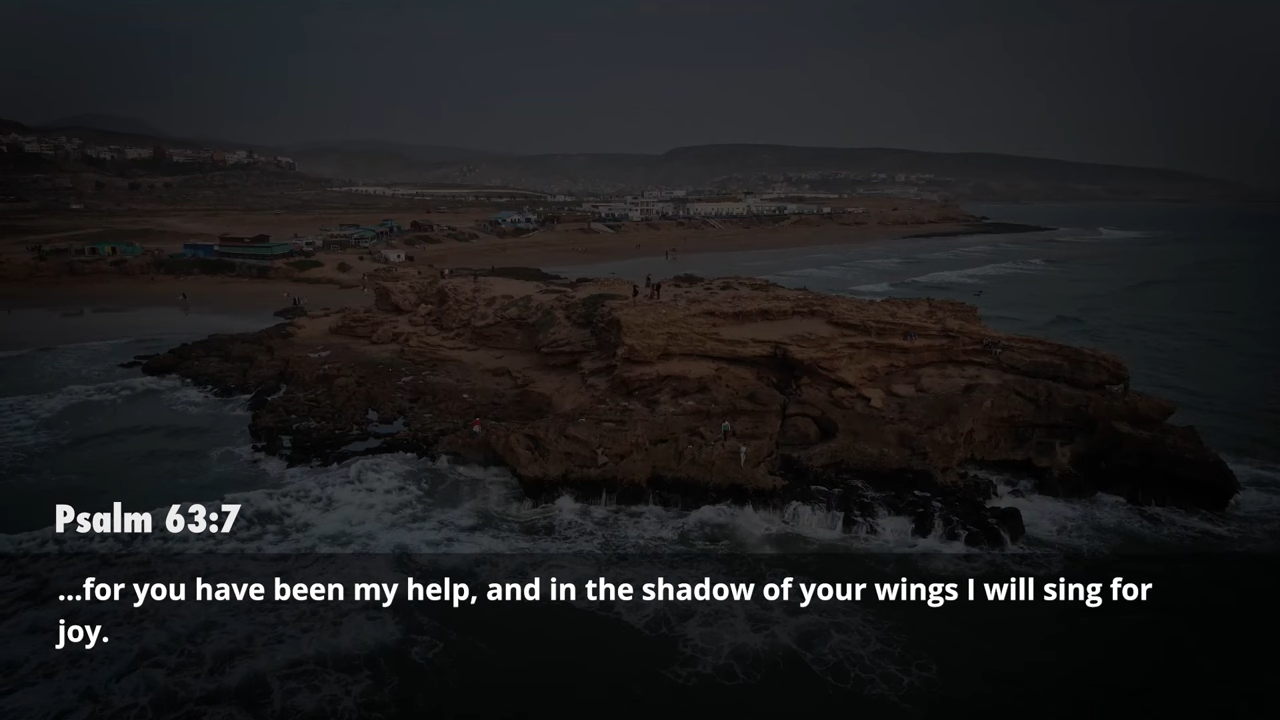 Psalm 63:7
...for you have been my help, and in the shadow of your wings I will sing for
joy.